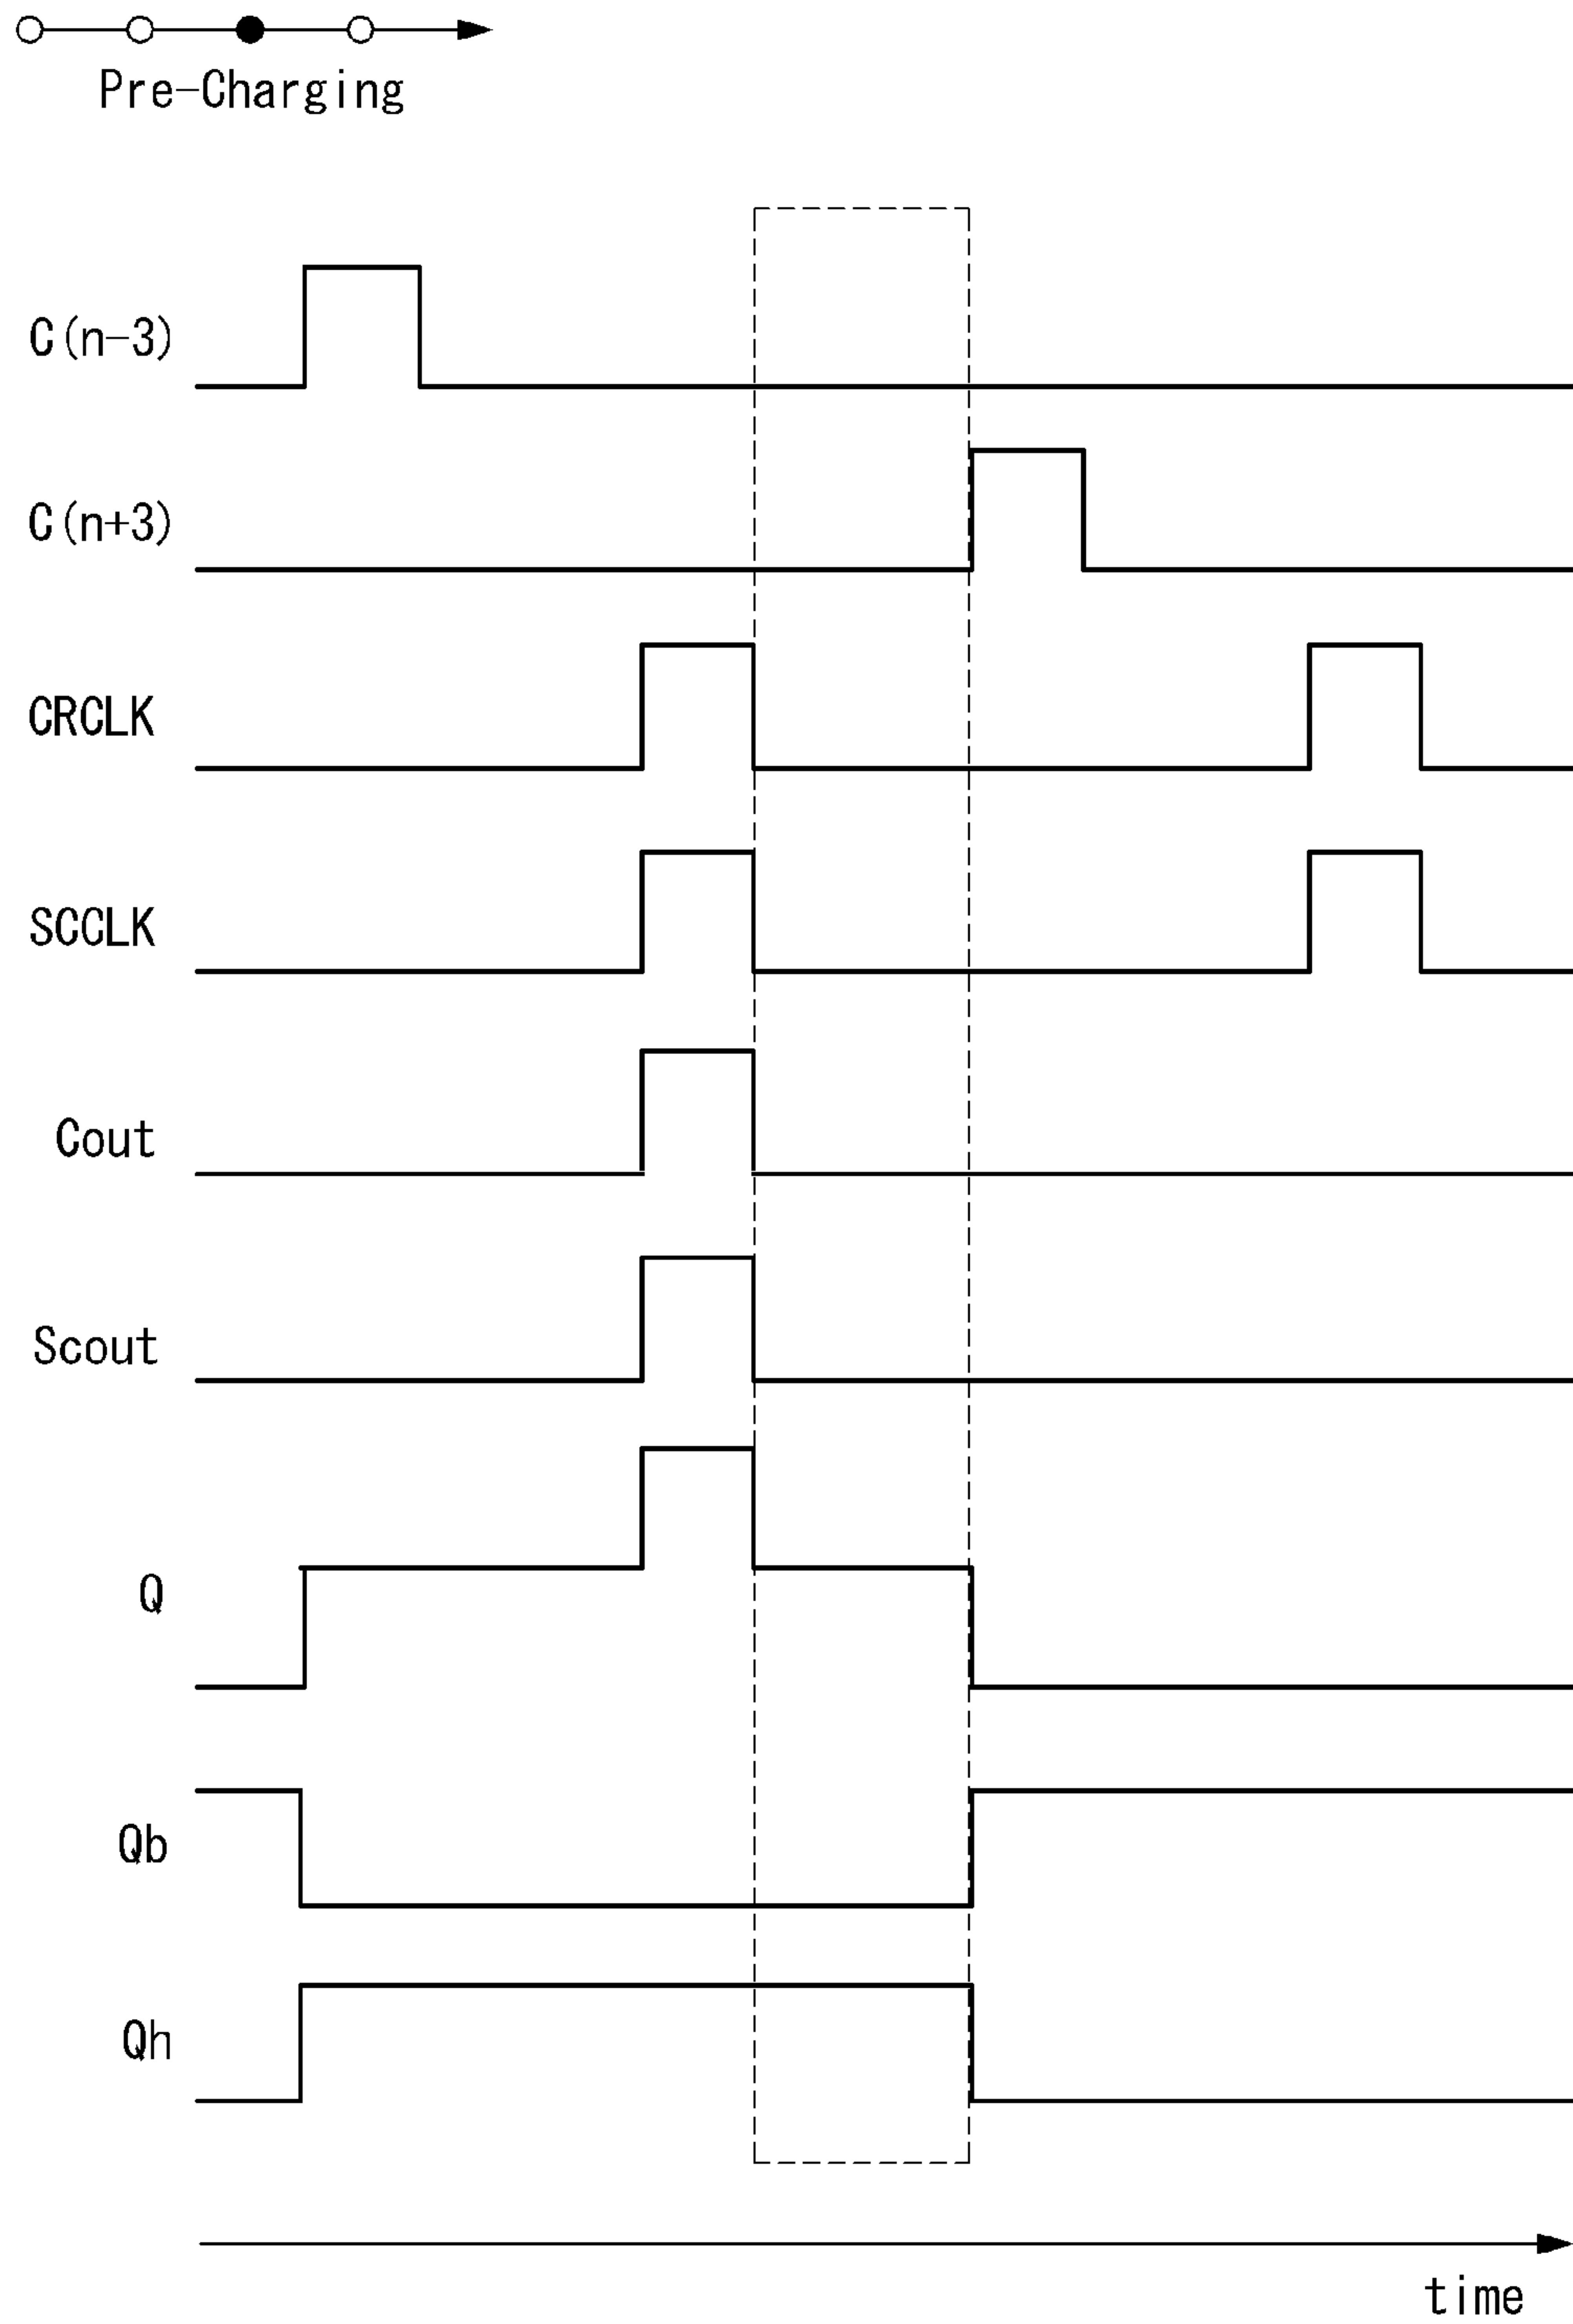 Pre-Charging
C(n-3)
C(n+3)
CRCLK
SCCLK
Cout
Scout
Q
Qb
Qh
time